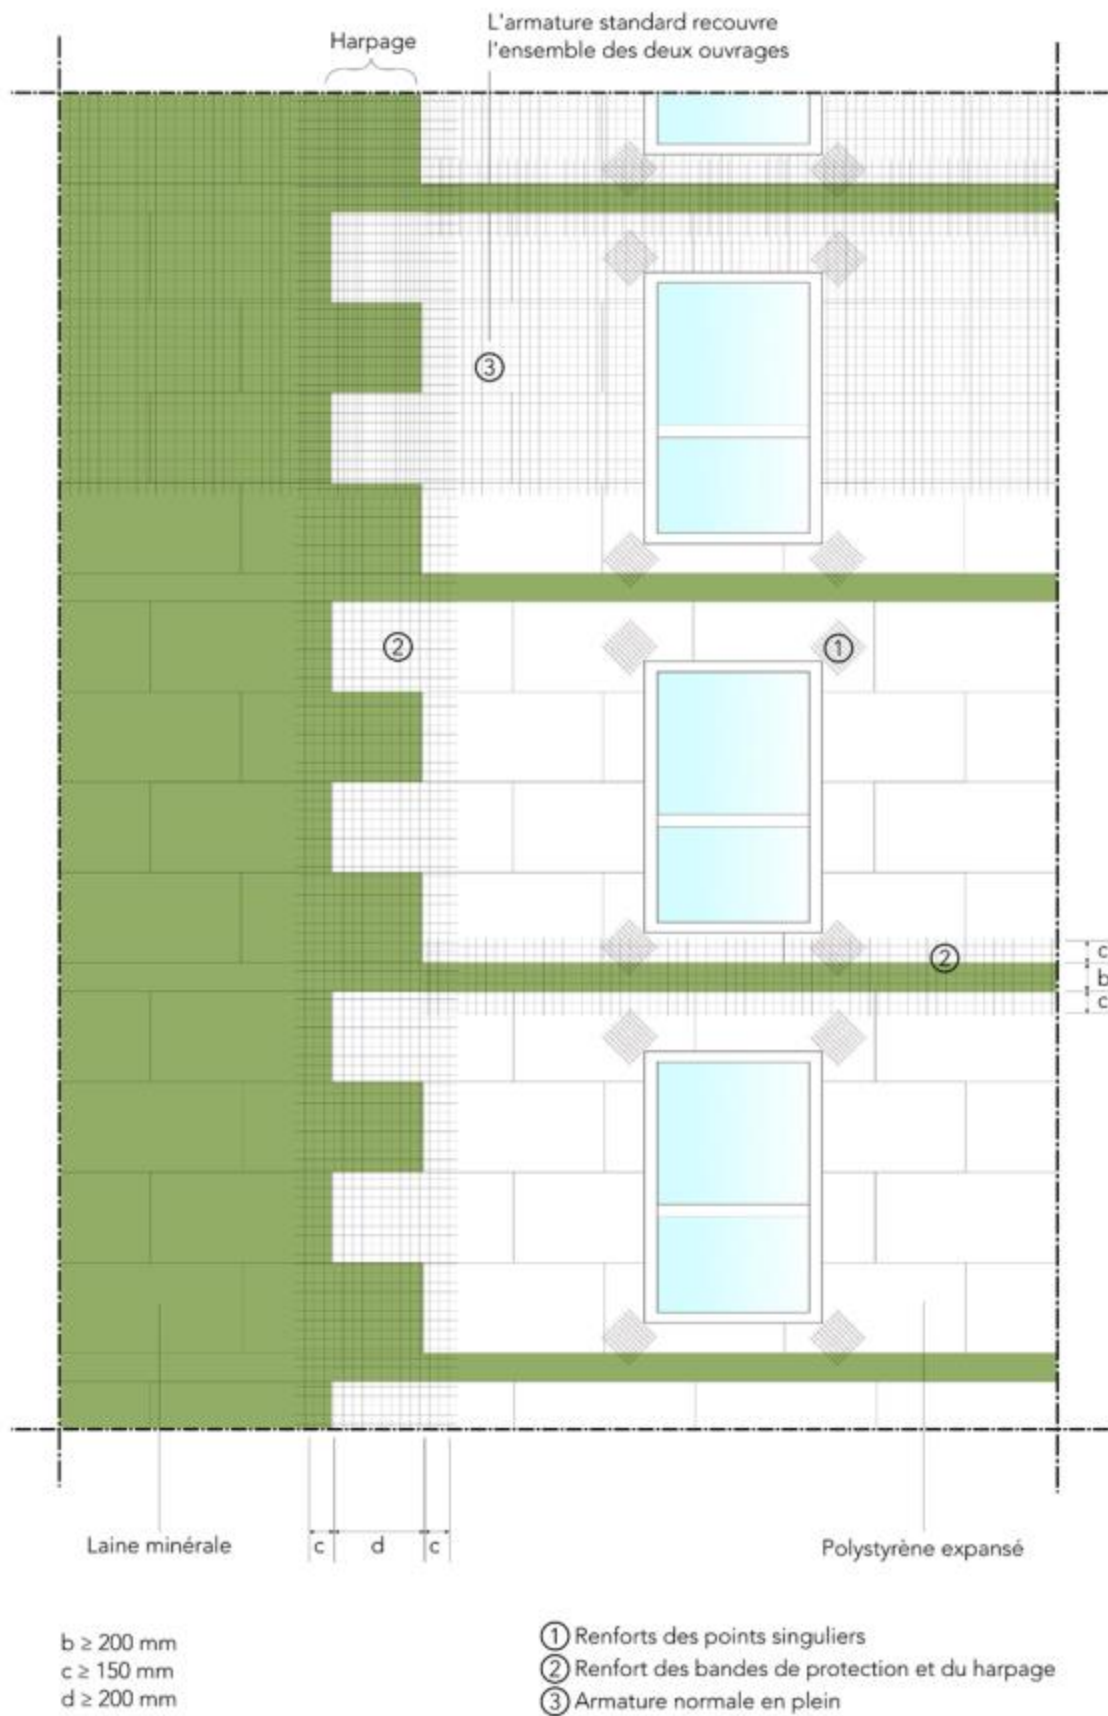 L'armature standard recouvre
l'ensemble des deux ouvrages
Harpage
3
2
1
2
c
b
c
Laine minérale
c d c
Polystyrène expansé
b ≥ 200 mm
c ≥ 150 mm
d ≥ 200 mm
1 Renforts des points singuliers
2 Renfort des bandes de protection et du harpage
3 Armature normale en plein